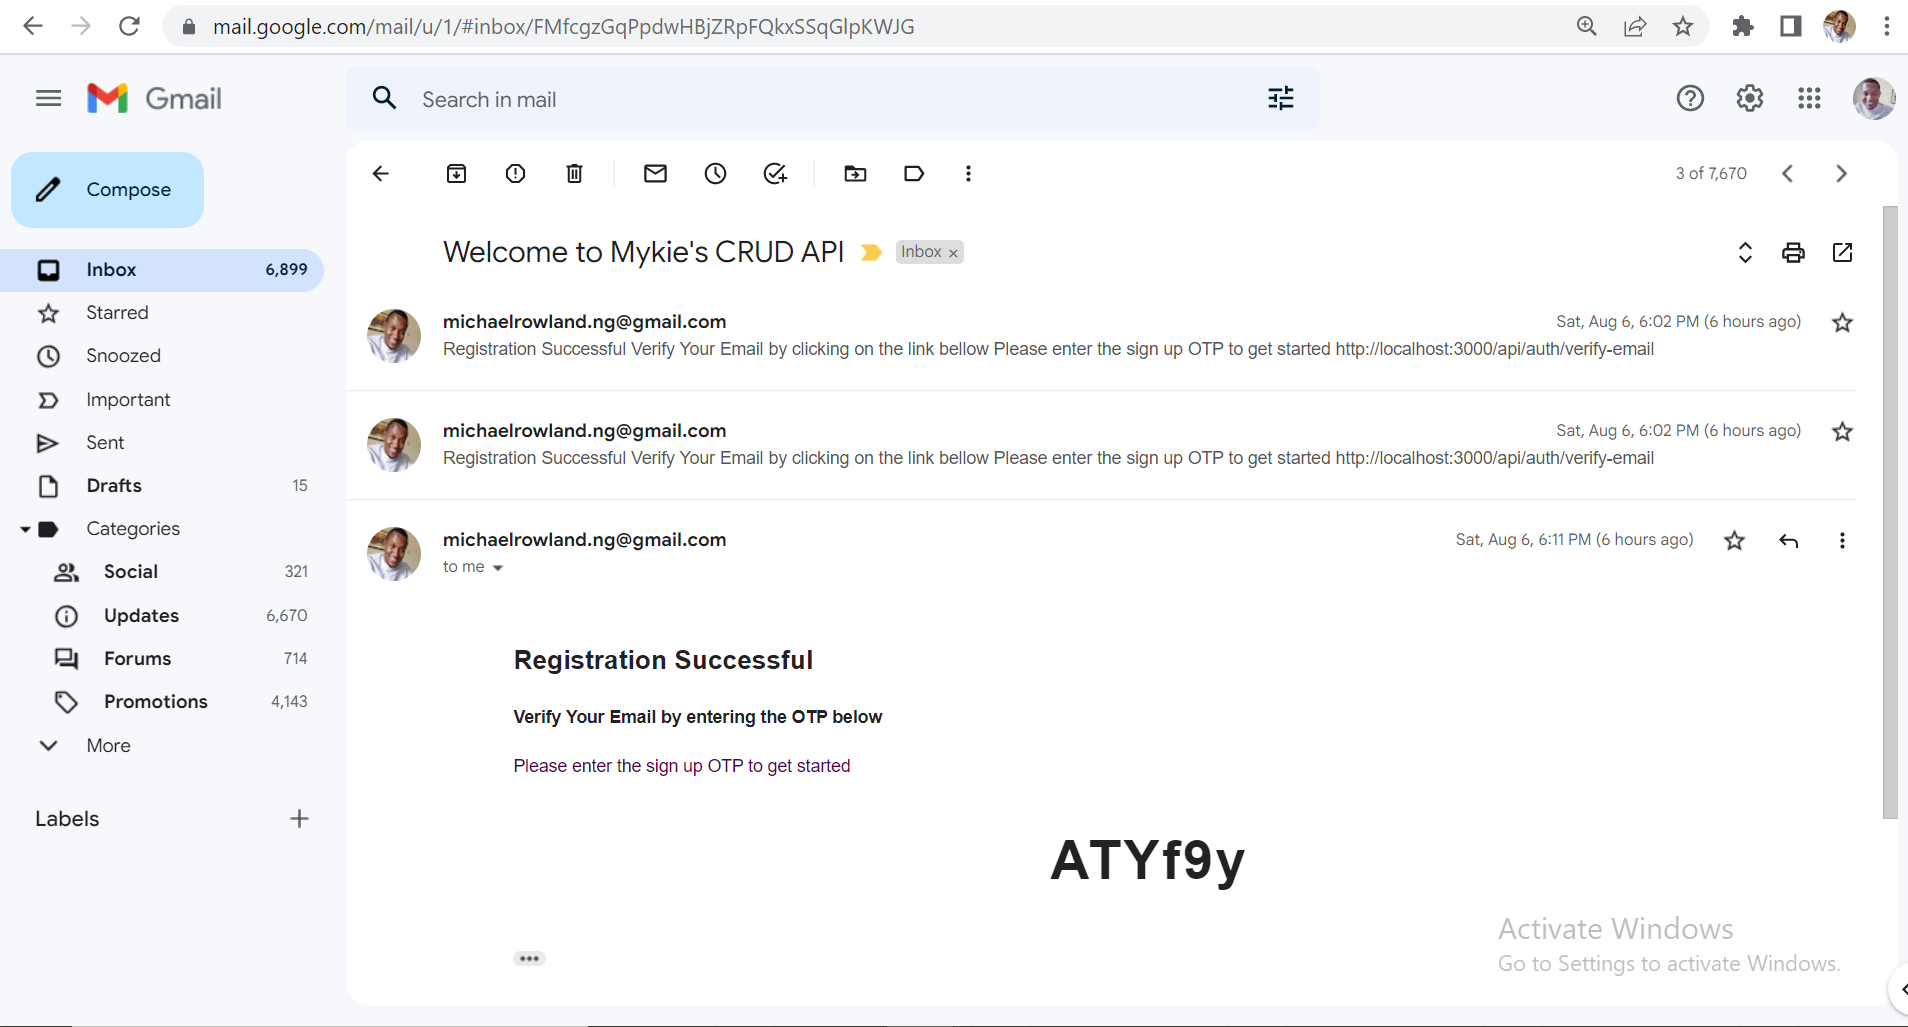 mail.google.com/mail/u/1/#inbox/FMfcgzGqPpdwHBjZRpFQkxSSqGlpKWJG
Gmail
Search in mail
Compose
3 of 7,670
Inbox 6,899
Starred
Snoozed
Important
Sent
Drafts 15
Categories
Social 321
Updates 6,670
Forums 714
Promotions 4,143
More
Labels
Welcome to Mykie's CRUD API Inbox ×
michaelrowland.ng@gmail.com Sat, Aug 6, 6:02 PM (6 hours ago)
Registration Successful Verify Your Email by clicking on the link bellow Please enter the sign up OTP to get started http://localhost:3000/api/auth/verify-email
michaelrowland.ng@gmail.com Sat, Aug 6, 6:02 PM (6 hours ago)
Registration Successful Verify Your Email by clicking on the link bellow Please enter the sign up OTP to get started http://localhost:3000/api/auth/verify-email
michaelrowland.ng@gmail.com Sat, Aug 6, 6:11 PM (6 hours ago)
to me
Registration Successful
Verify Your Email by entering the OTP below
Please enter the sign up OTP to get started
ATYf9y
Activate Windows
Go to Settings to activate Windows.